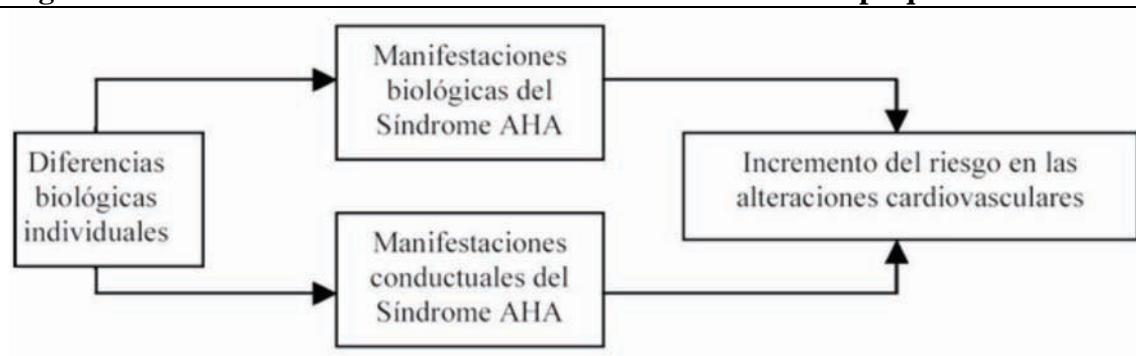 Manifestaciones
biológicas del
Síndrome AHA
Diferencias
biológicas
individuales
Incremento del riesgo en las
alteraciones cardiovasculares
Manifestaciones
conductuales del
Síndrome AHA